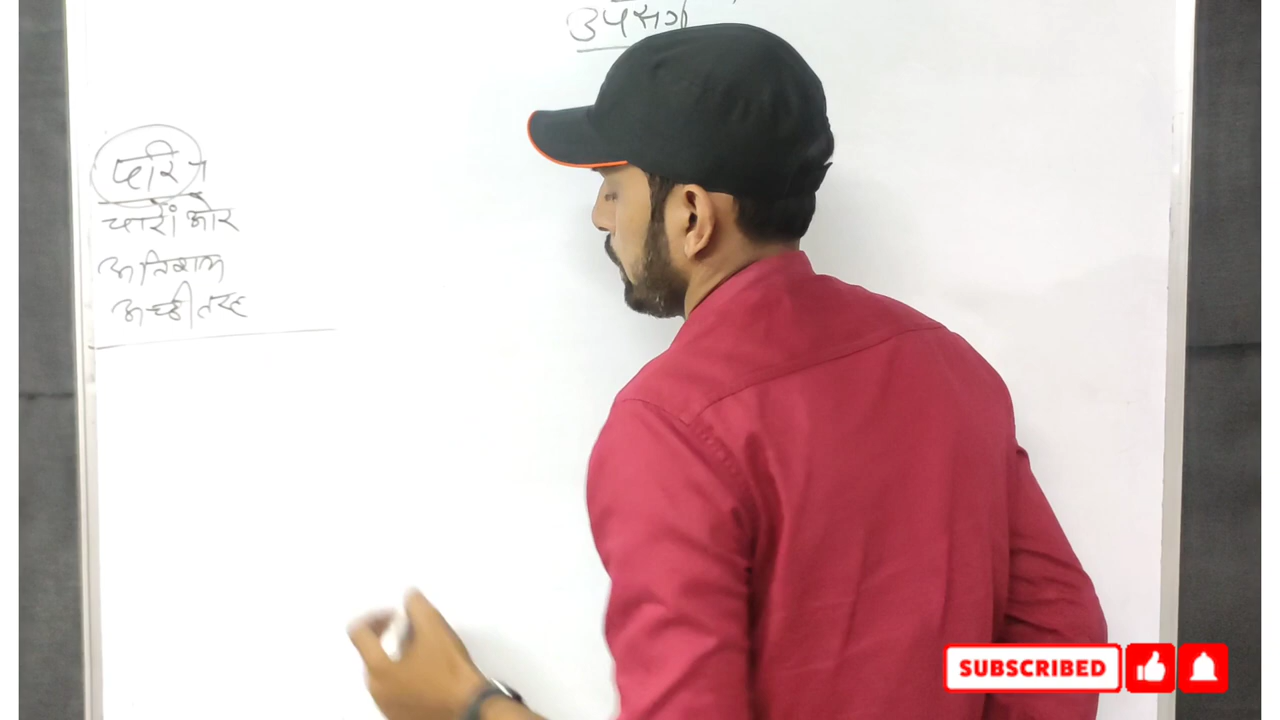 उपसर्ग
परि
चारों ओर
अतिशय
अच्छी तरह
SUBSCRIBED